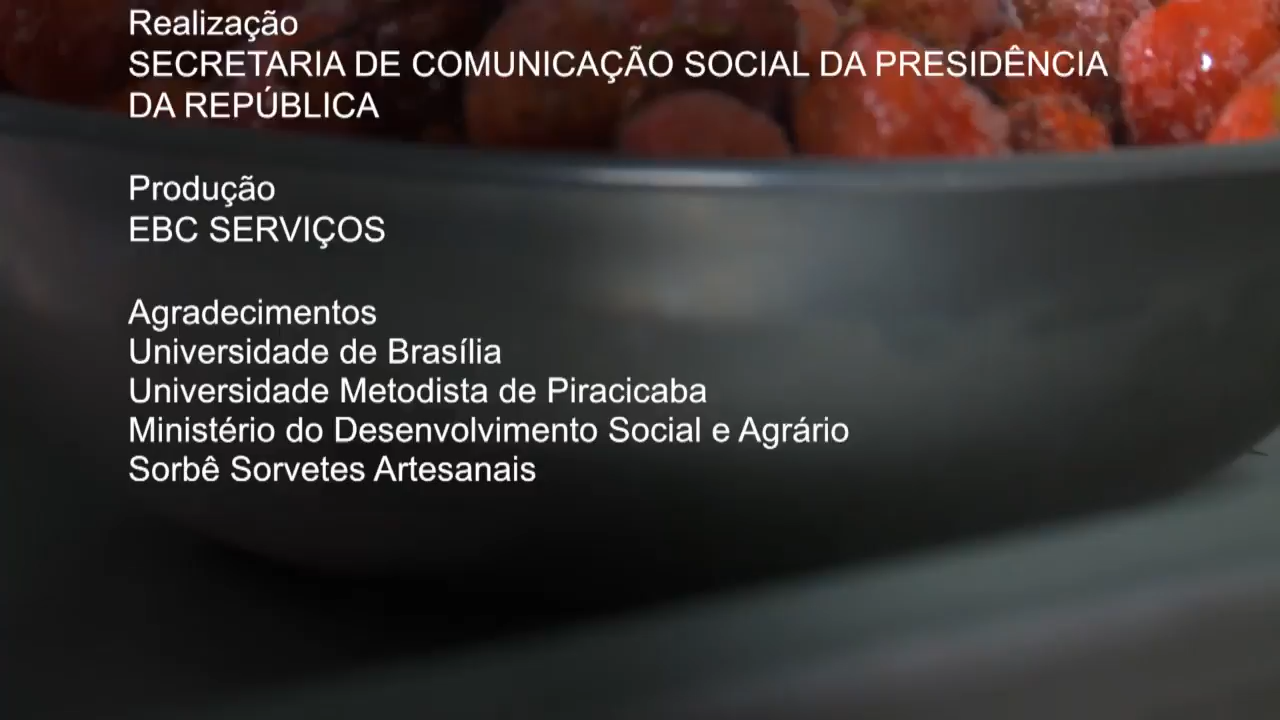 Realização
SECRETARIA DE COMUNICAÇÃO SOCIAL DA PRESIDÊNCIA
DA REPÚBLICA
Produção
EBC SERVIÇOS
Agradecimentos
Universidade de Brasília
Universidade Metodista de Piracicaba
Ministério do Desenvolvimento Social e Agrário
Sorbê Sorvetes Artesanais